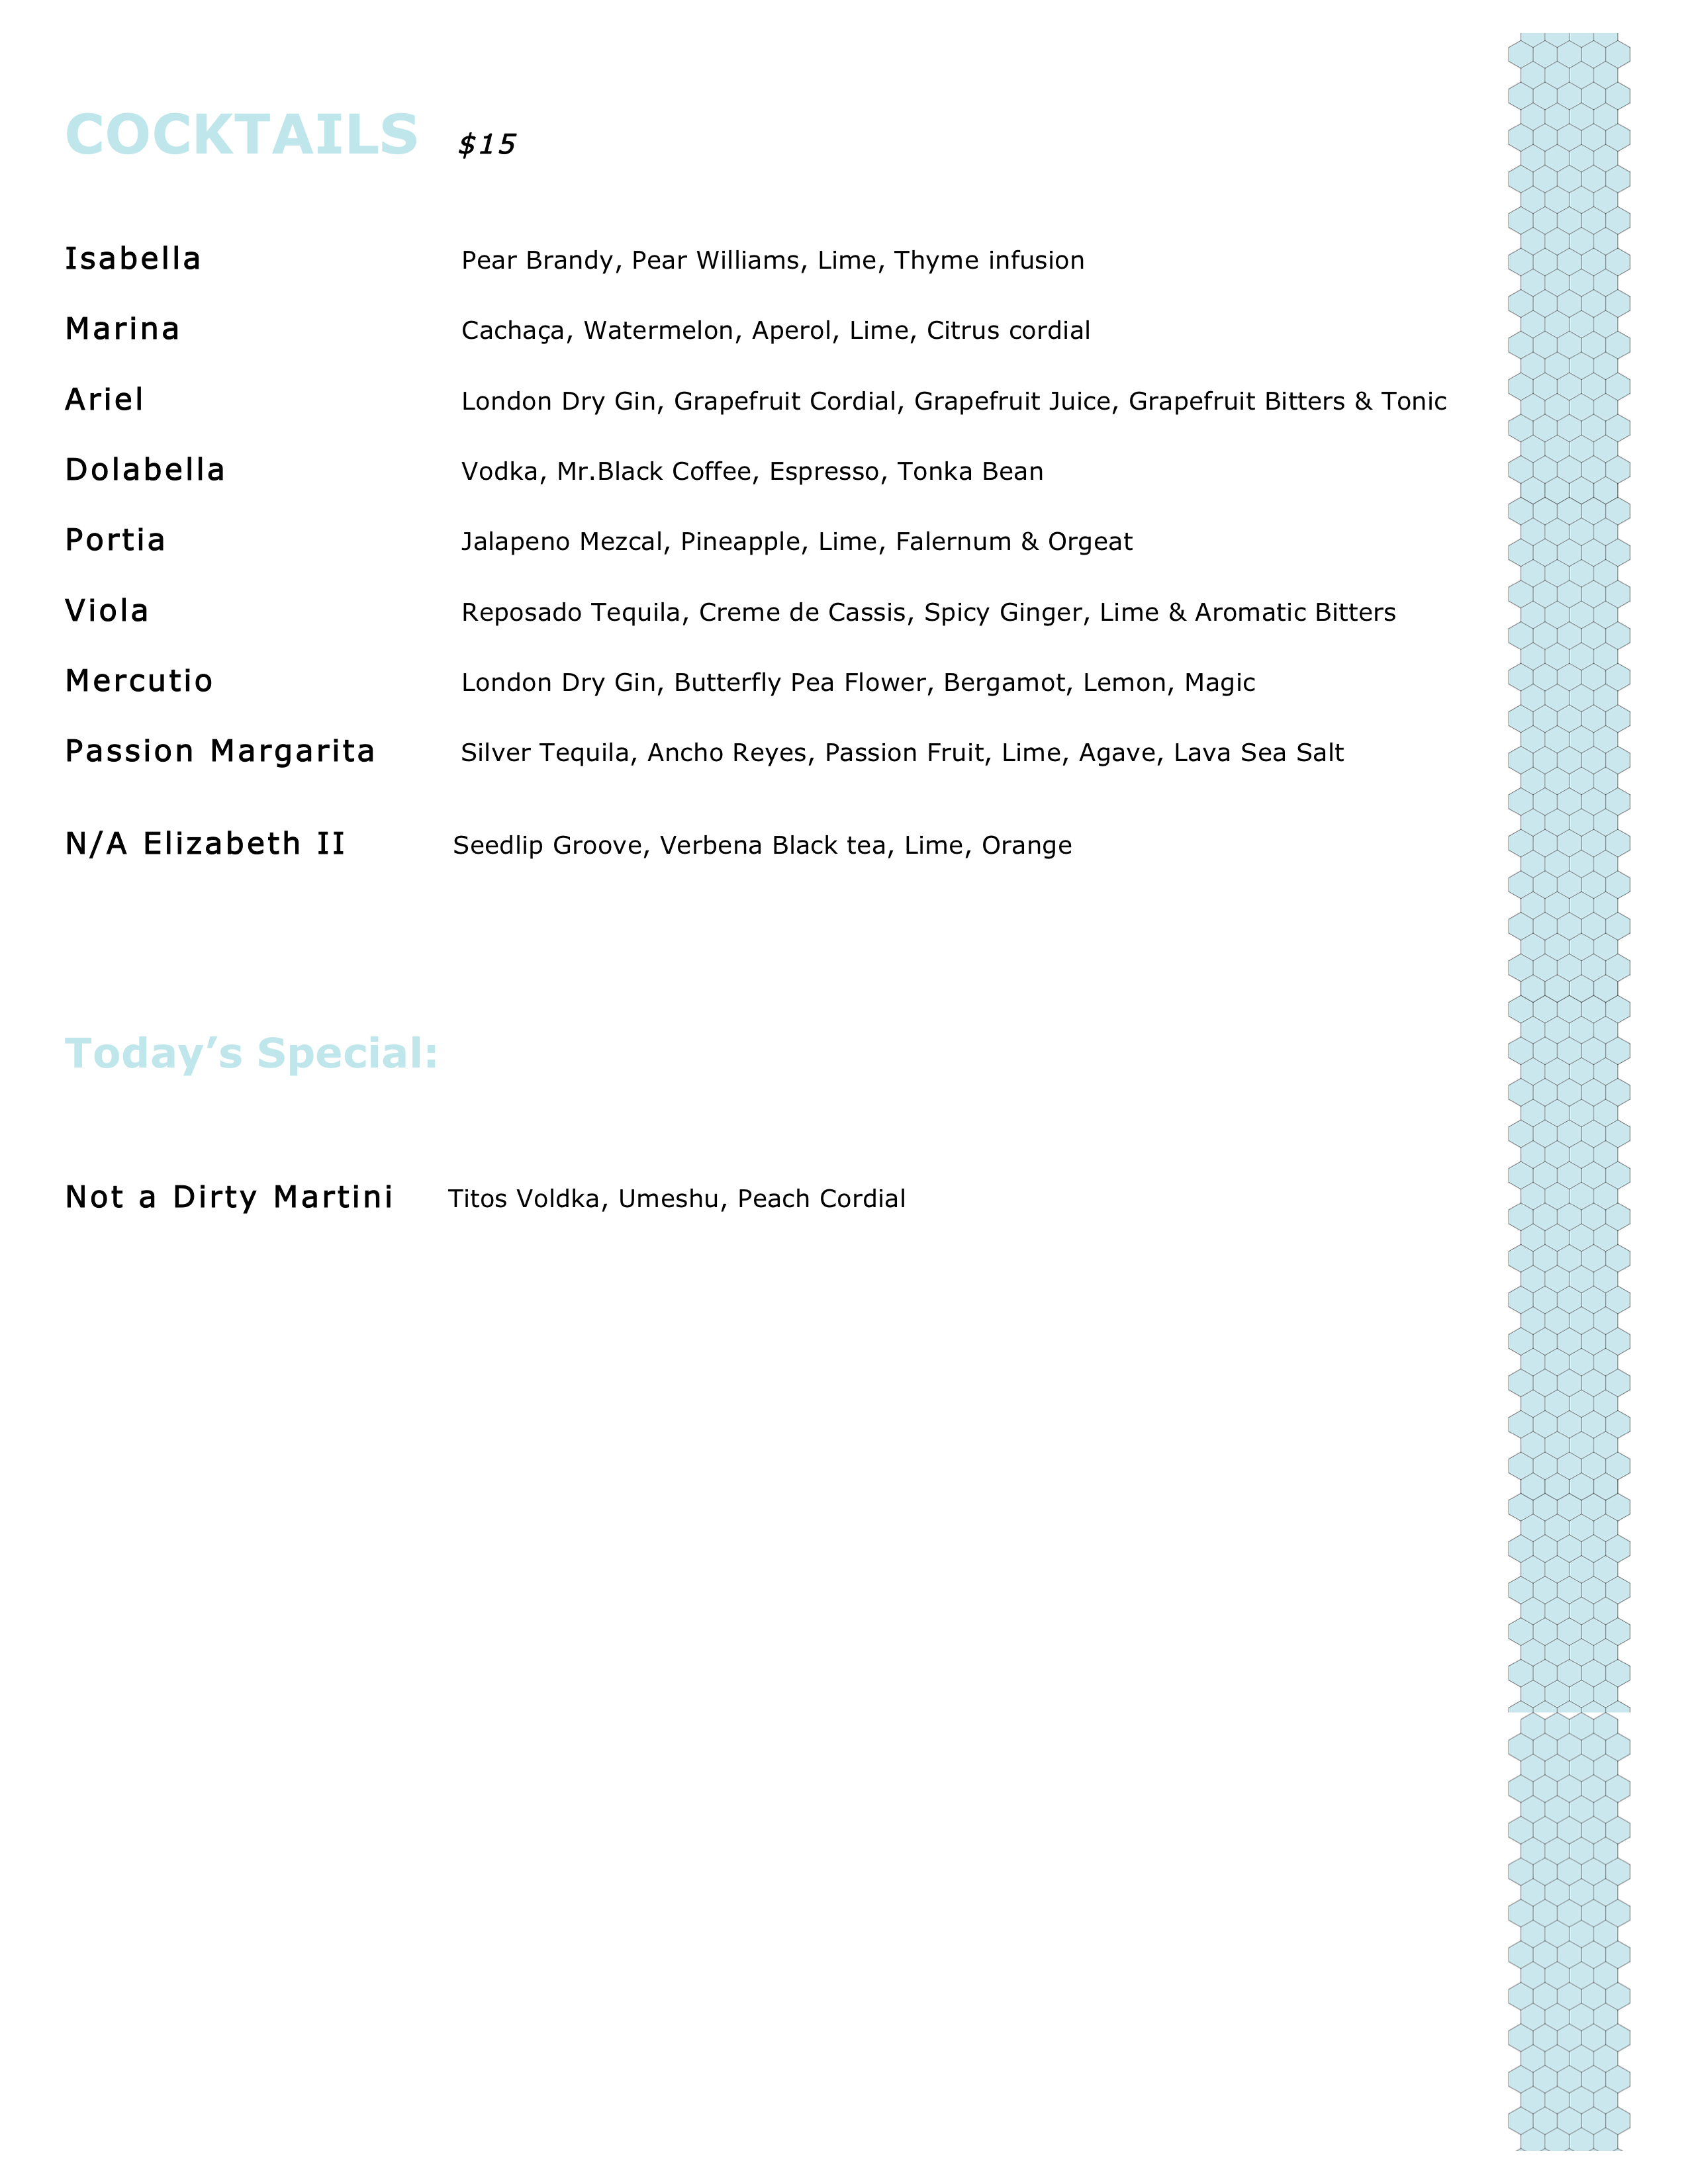 COCKTAILS $15
Isabella Pear Brandy, Pear Williams, Lime, Thyme infusion
Marina Cachaça, Watermelon, Aperol, Lime, Citrus cordial
Ariel London Dry Gin, Grapefruit Cordial, Grapefruit Juice, Grapefruit Bitters & Tonic
Dolabella Vodka, Mr.Black Coffee, Espresso, Tonka Bean
Portia Jalapeno Mezcal, Pineapple, Lime, Falernum & Orgeat
Viola Reposado Tequila, Creme de Cassis, Spicy Ginger, Lime & Aromatic Bitters
Mercutio London Dry Gin, Butterfly Pea Flower, Bergamot, Lemon, Magic
Passion Margarita Silver Tequila, Ancho Reyes, Passion Fruit, Lime, Agave, Lava Sea Salt
N/A Elizabeth II Seedlip Groove, Verbena Black tea, Lime, Orange
Today’s Special:
Not a Dirty Martini Titos Voldka, Umeshu, Peach Cordial